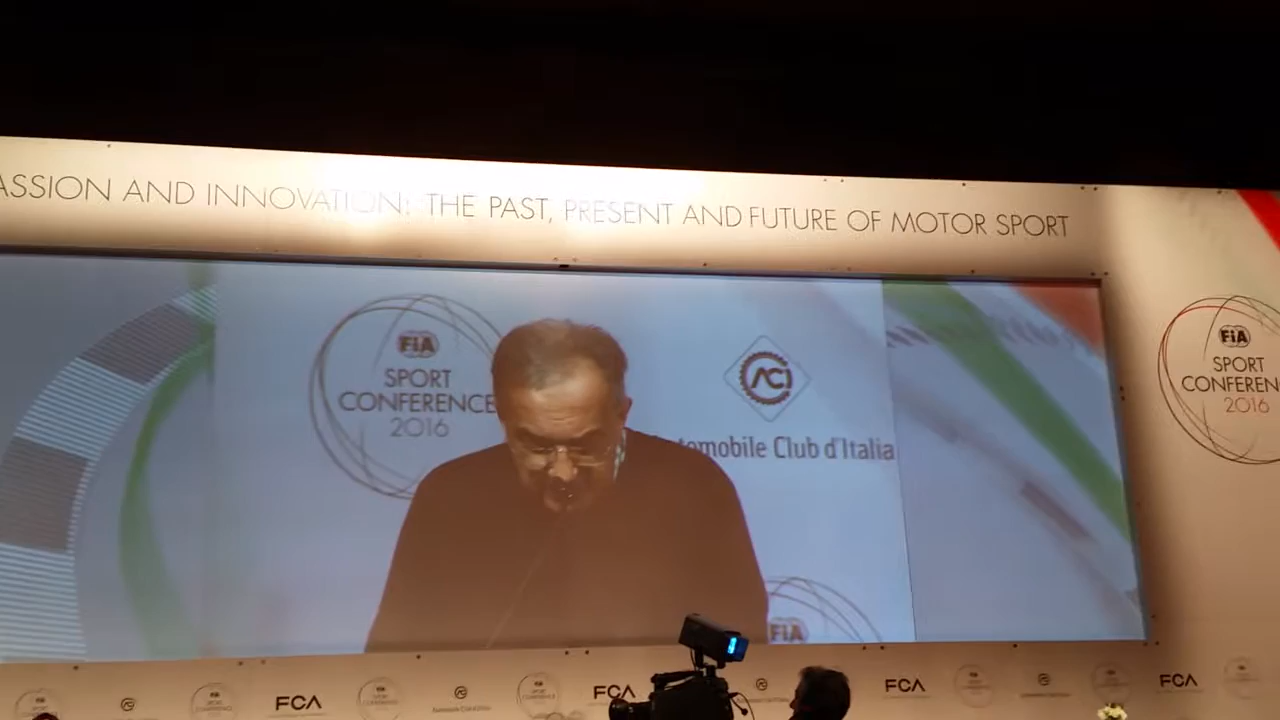 ASSION AND INNOVATION: THE PAST, PRESENT AND FUTURE OF MOTOR SPORT
FiA
SPORT
CONFERENCE
2016
ACI
tomobile Club d'Italia
FiA
FiA
SPORT
CONFEREN
2016
FCA
FCA
FCA
FCA